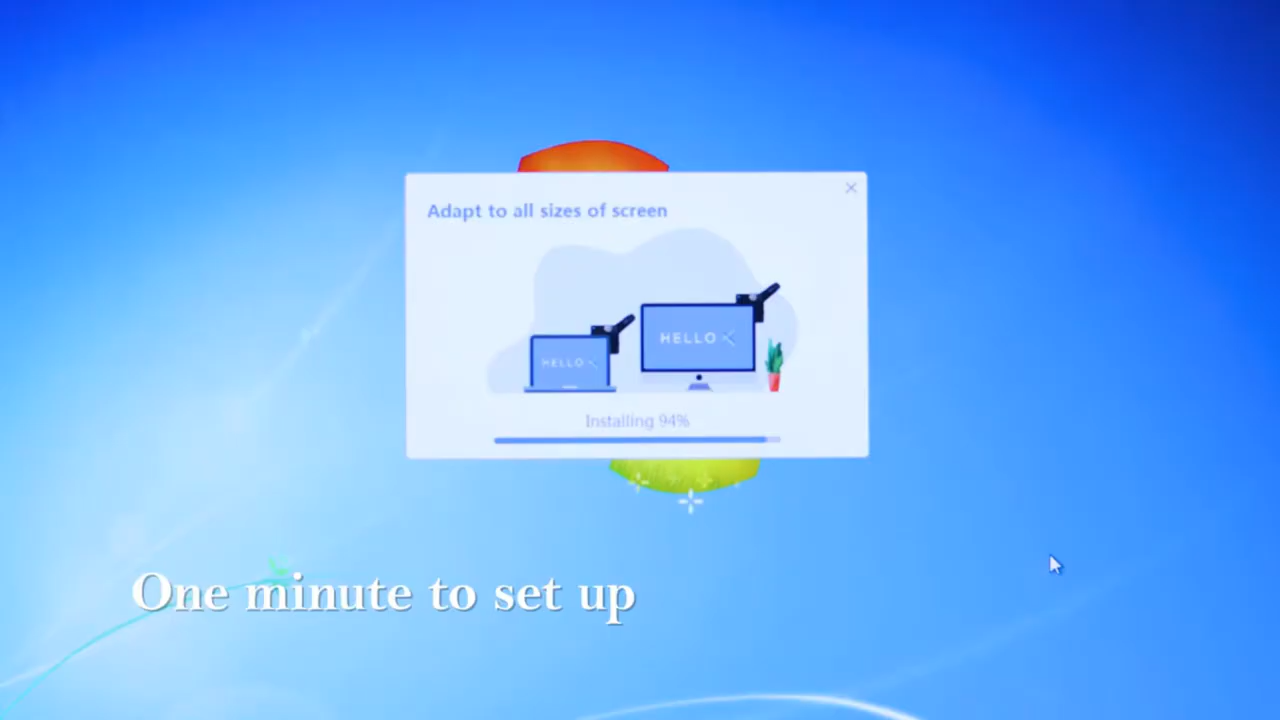 Adapt to all sizes of screen
HELLO
HELLO
Installing 94%
One minute to set up